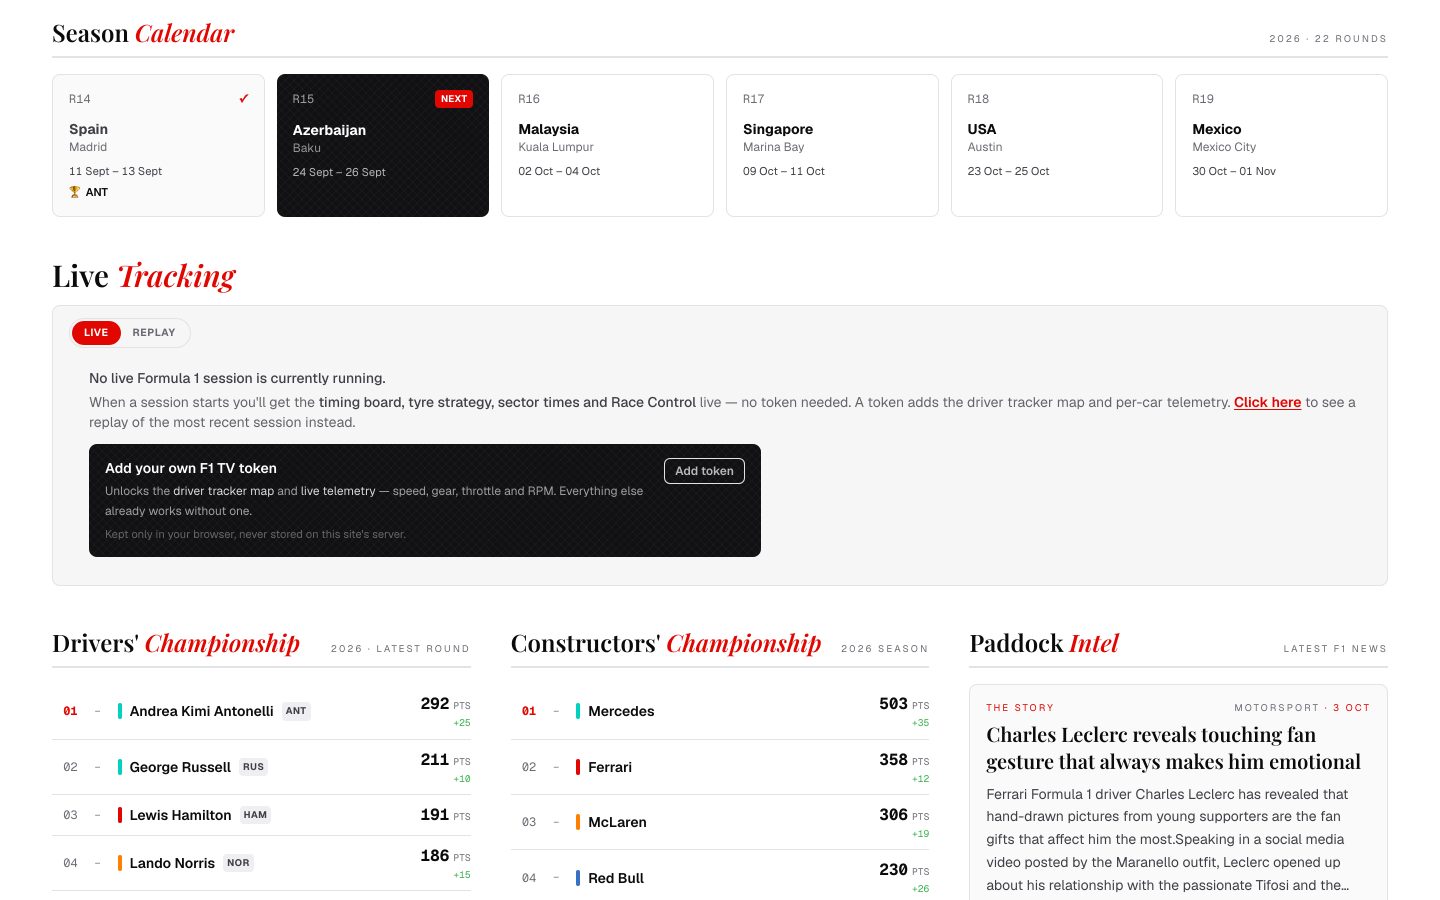 Season Calendar
2026 · 22 ROUNDS
R14 ✓
Spain
Madrid
11 Sept – 13 Sept
🏆 ANT
R15 NEXT
Azerbaijan
Baku
24 Sept – 26 Sept
R16
Malaysia
Kuala Lumpur
02 Oct – 04 Oct
R17
Singapore
Marina Bay
09 Oct – 11 Oct
R18
USA
Austin
23 Oct – 25 Oct
R19
Mexico
Mexico City
30 Oct – 01 Nov
Live Tracking
LIVE REPLAY
No live Formula 1 session is currently running.
When a session starts you'll get the timing board, tyre strategy, sector times and Race Control live — no token needed. A token adds the driver tracker map and per-car telemetry. Click here to see a
replay of the most recent session instead.
Add your own F1 TV token
Add token
Unlocks the driver tracker map and live telemetry — speed, gear, throttle and RPM. Everything else
already works without one.
Kept only in your browser, never stored on this site's server.
Drivers' Championship
2026 · LATEST ROUND
01 – Andrea Kimi Antonelli ANT 292 PTS
+25
02 – George Russell RUS 211 PTS
+10
03 – Lewis Hamilton HAM 191 PTS
04 – Lando Norris NOR 186 PTS
+15
Constructors' Championship
2026 SEASON
01 – Mercedes 503 PTS
+35
02 – Ferrari 358 PTS
+12
03 – McLaren 306 PTS
+19
04 – Red Bull 230 PTS
+26
Paddock Intel
LATEST F1 NEWS
THE STORY
MOTORSPORT · 3 OCT
Charles Leclerc reveals touching fan
gesture that always makes him emotional
Ferrari Formula 1 driver Charles Leclerc has revealed that
hand-drawn pictures from young supporters are the fan
gifts that affect him the most.Speaking in a social media
video posted by the Maranello outfit, Leclerc opened up
about his relationship with the passionate Tifosi and the...